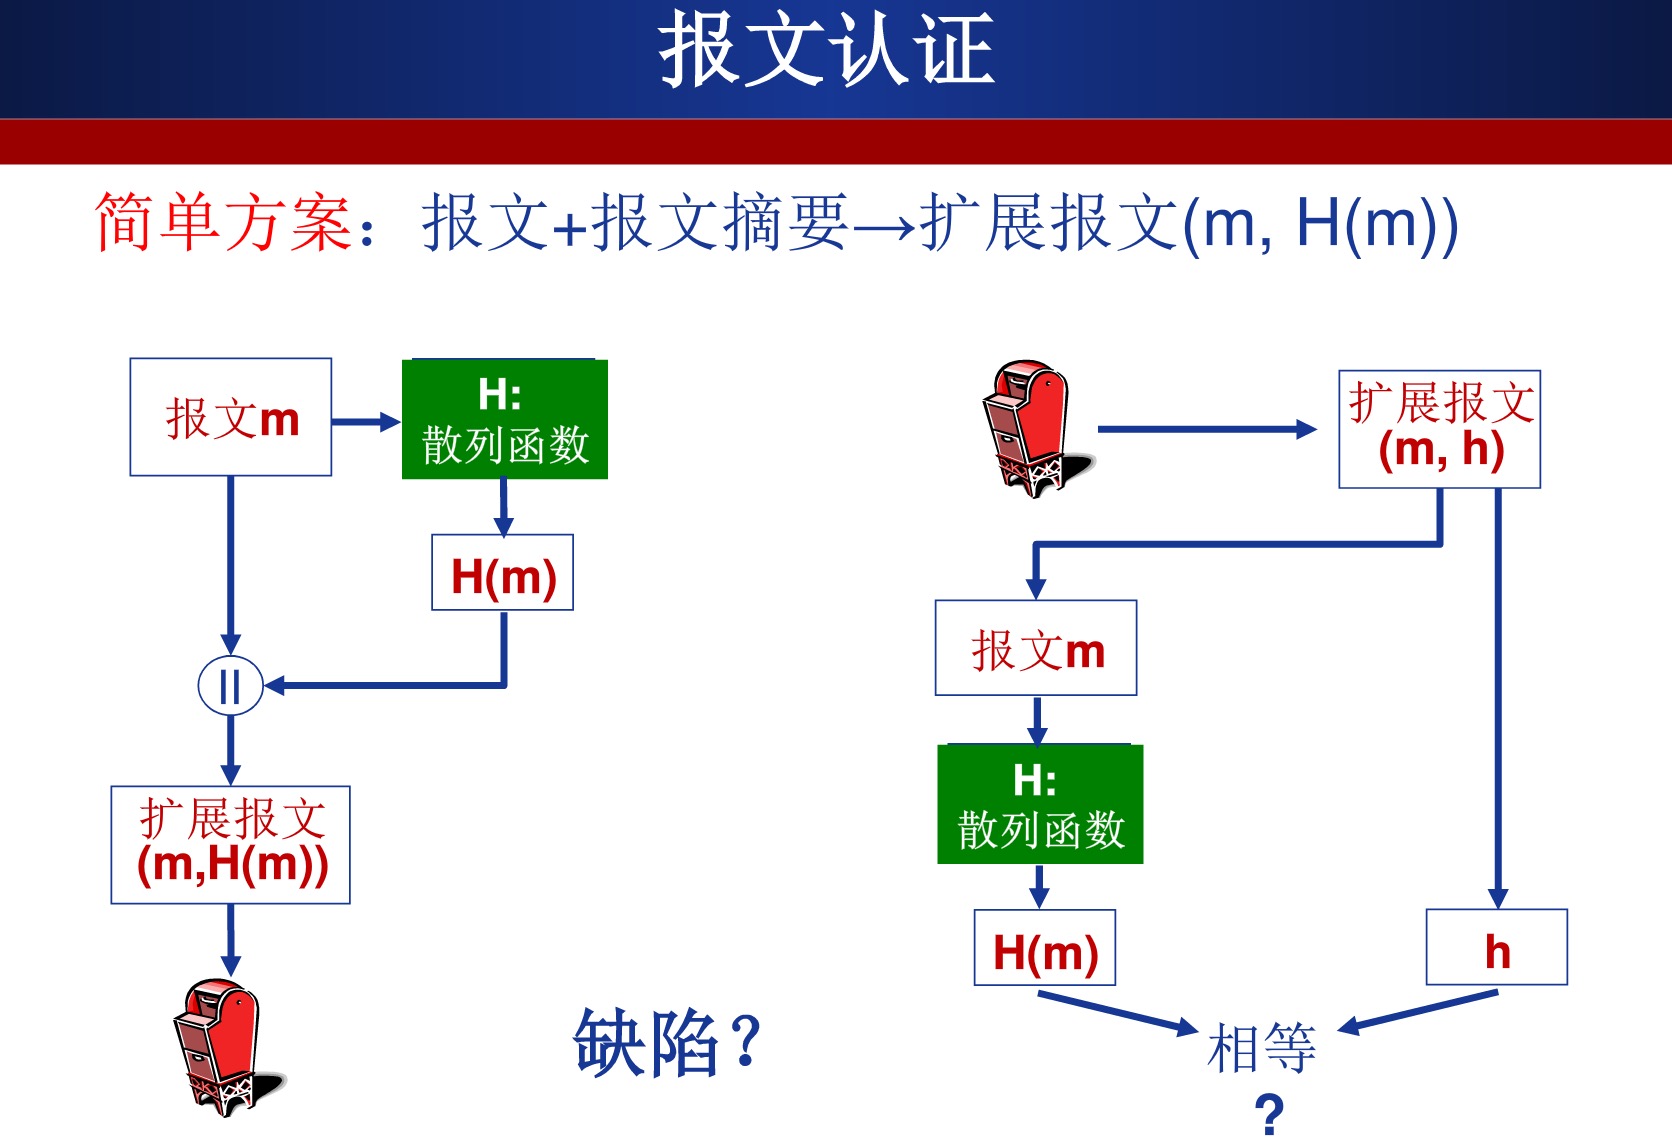 报文认证
简单方案：报文+报文摘要→扩展报文(m, H(m))
报文m
H:
散列函数
H(m)
||
扩展报文
(m,H(m))
缺陷？
扩展报文
(m, h)
报文m
H:
散列函数
H(m)
h
相等
?